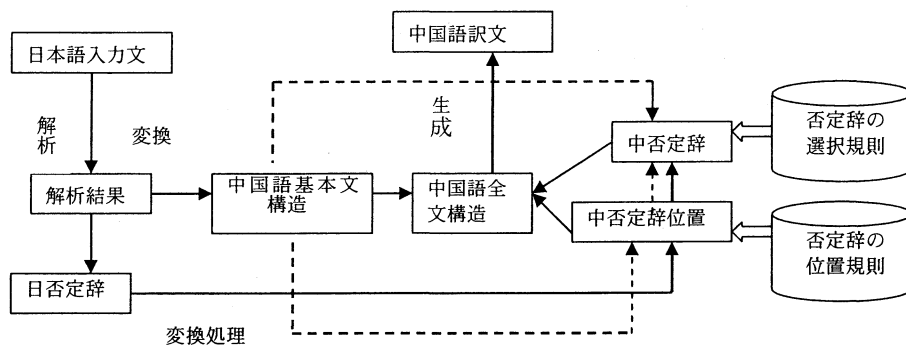 日本語入力文
中国語訳文
解析
変換
生成
中否定辞
否定辞の
選択規則
解析結果
中国語基本文
構造
中国語全
文構造
中否定辞位置
否定辞の
位置規則
日否定辞
変換処理